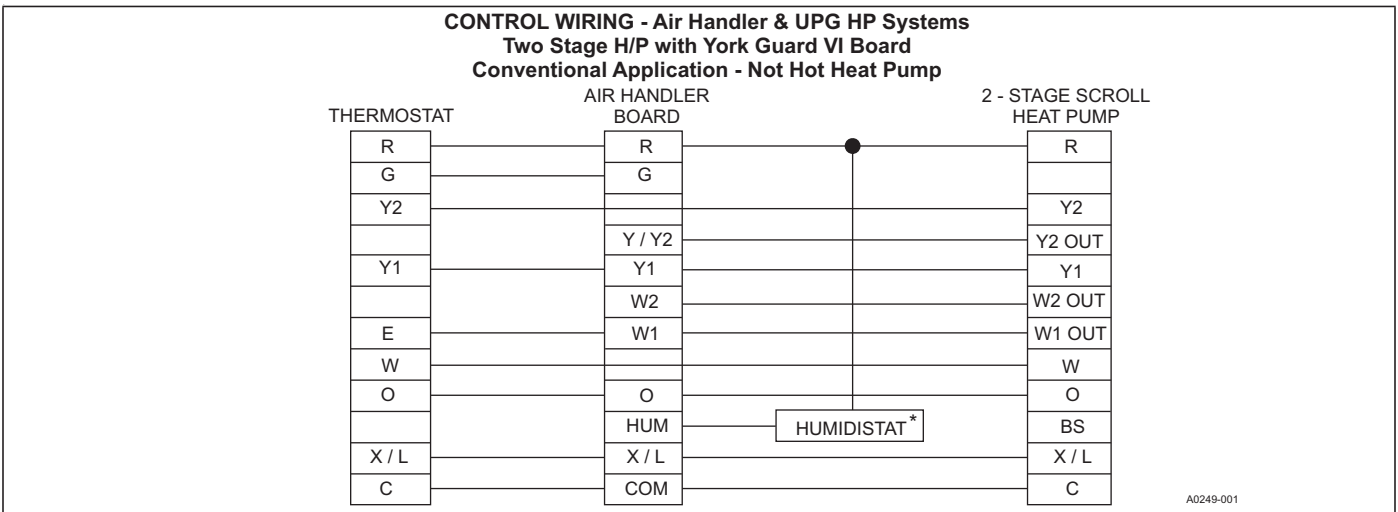 CONTROL WIRING - Air Handler & UPG HP Systems
Two Stage H/P with York Guard VI Board
Conventional Application - Not Hot Heat Pump
THERMOSTAT
AIR HANDLER
BOARD
2 - STAGE SCROLL
HEAT PUMP
R R R
G G
Y2 Y2
Y / Y2 Y2 OUT
Y1 Y1 Y1
W2 W2 OUT
E W1 W1 OUT
W W
O O O
HUM HUMIDISTAT* BS
X / L X / L X / L
C COM C
A0249-001